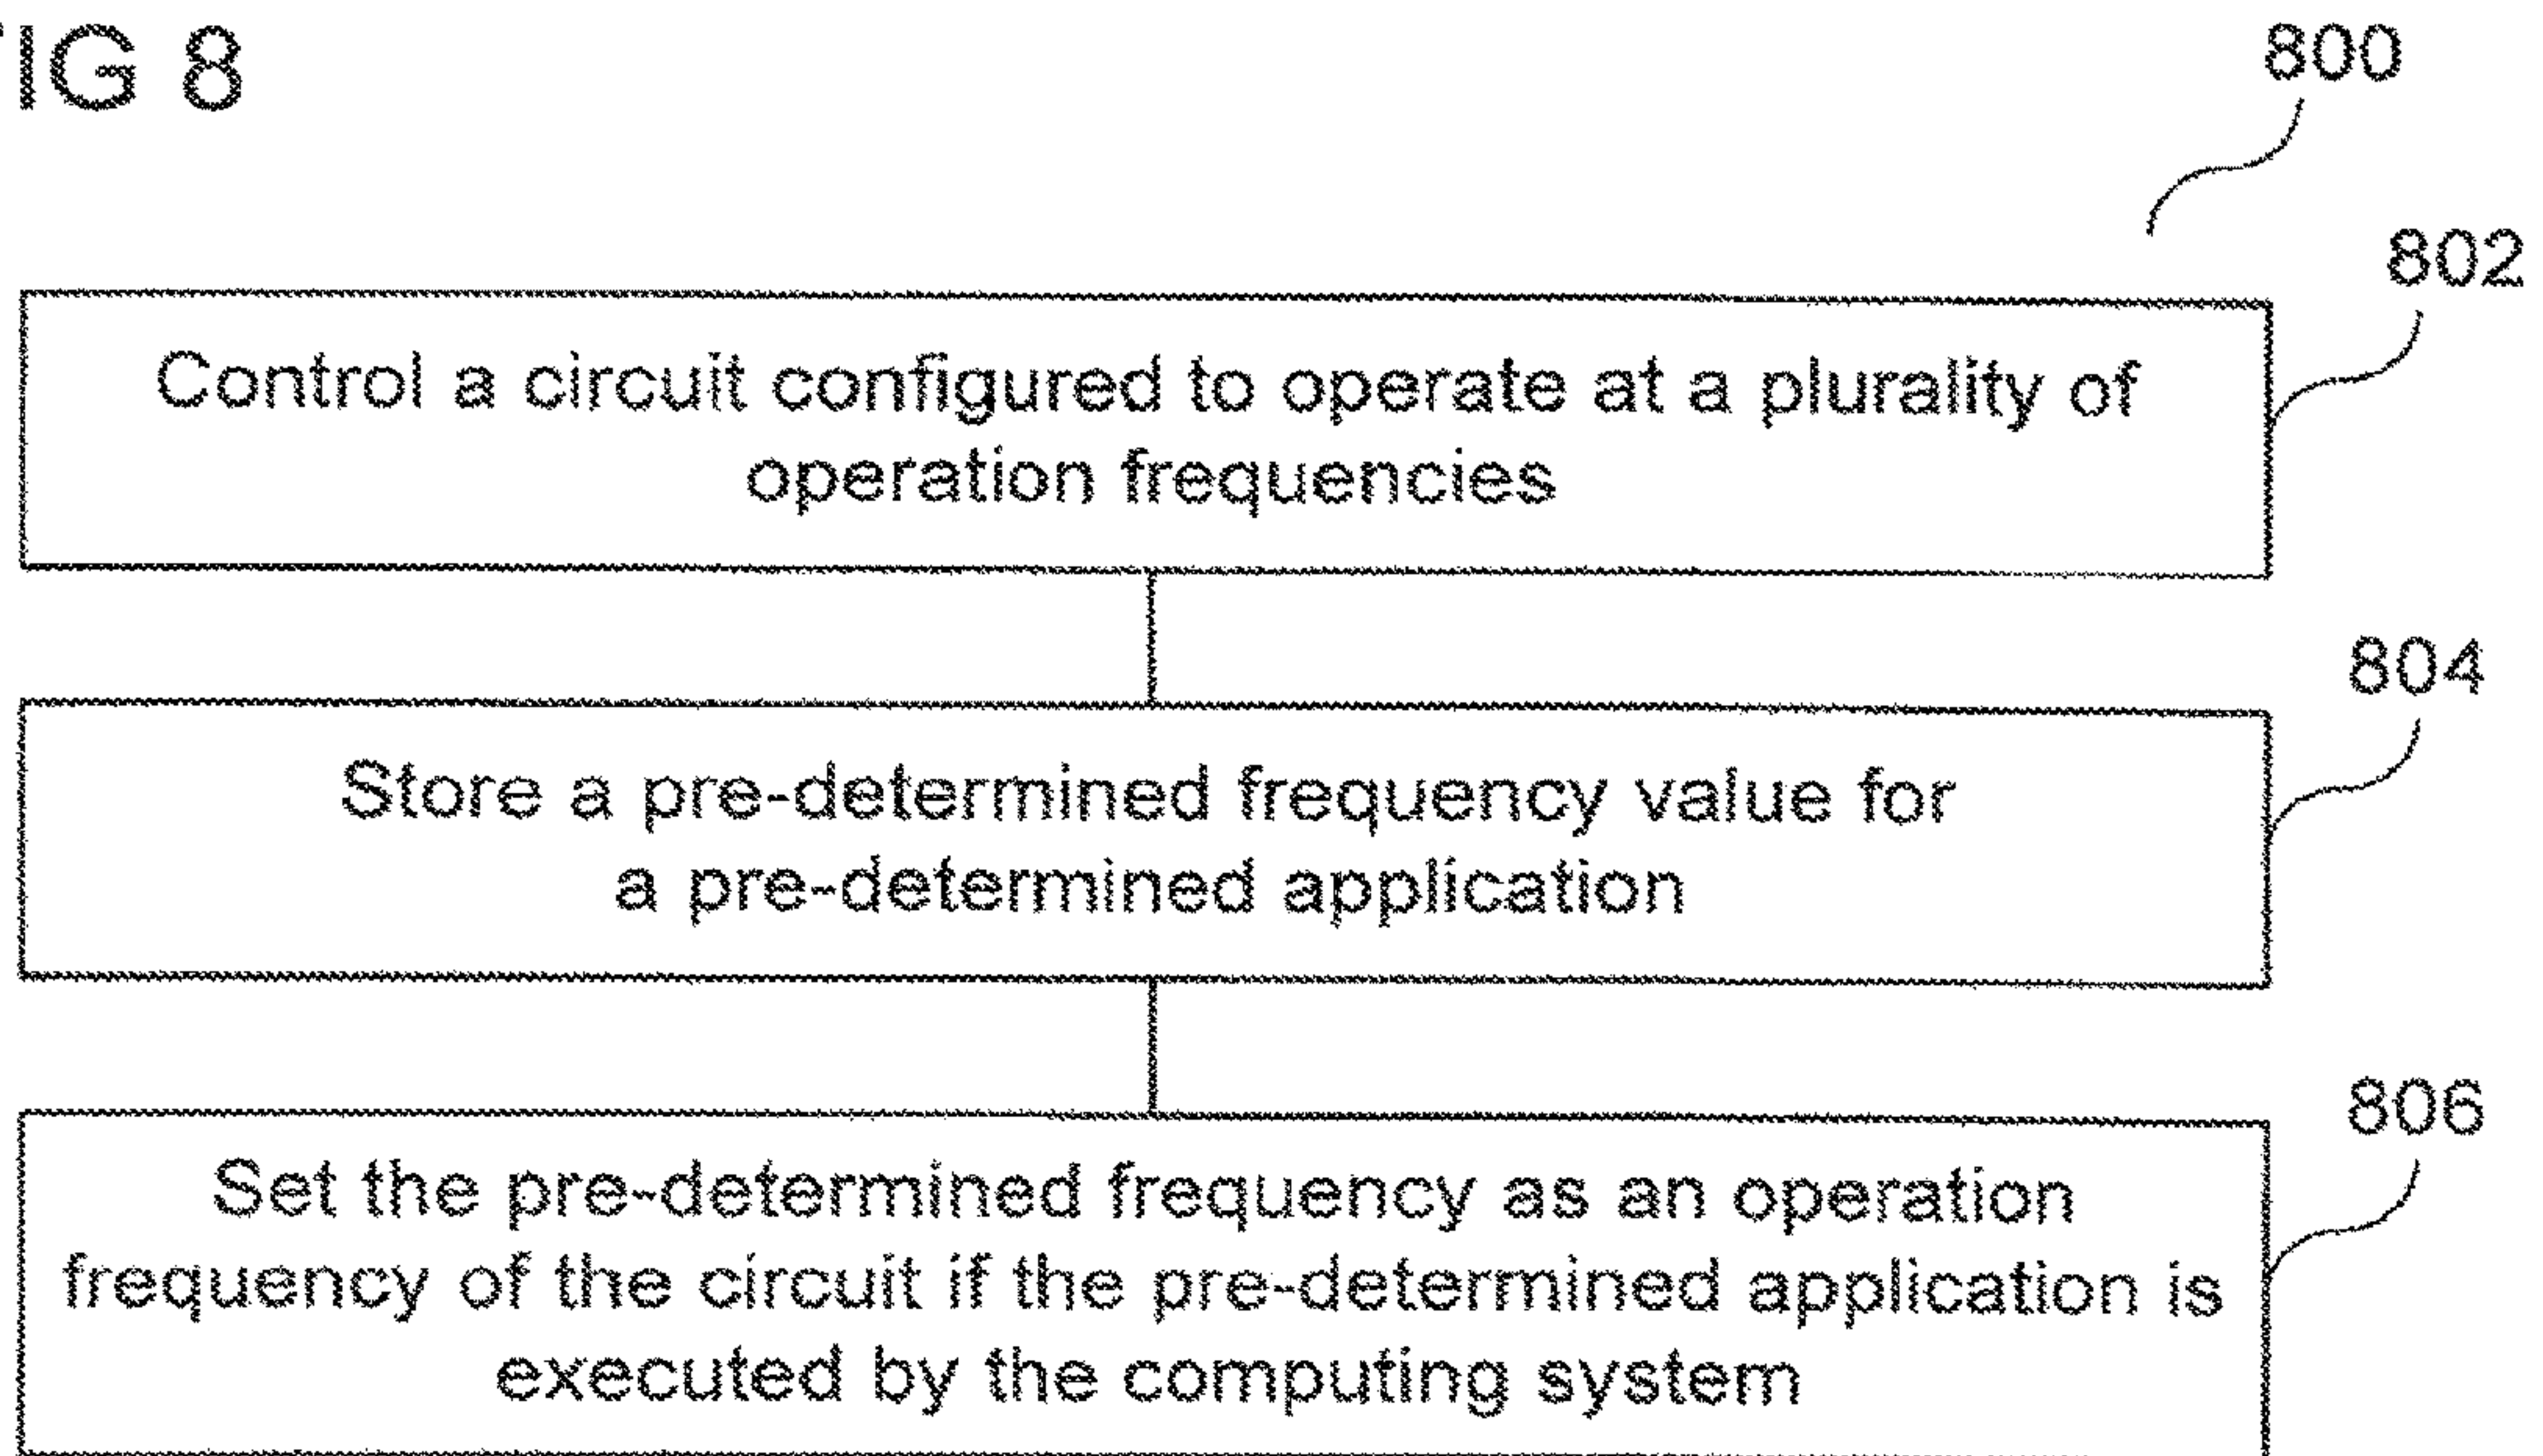 FIG 8
800
802
Control a circuit configured to operate at a plurality of
operation frequencies
804
Store a pre-determined frequency value for
a pre-determined application
806
Set the pre-determined frequency as an operation
frequency of the circuit if the pre-determined application is
executed by the computing system